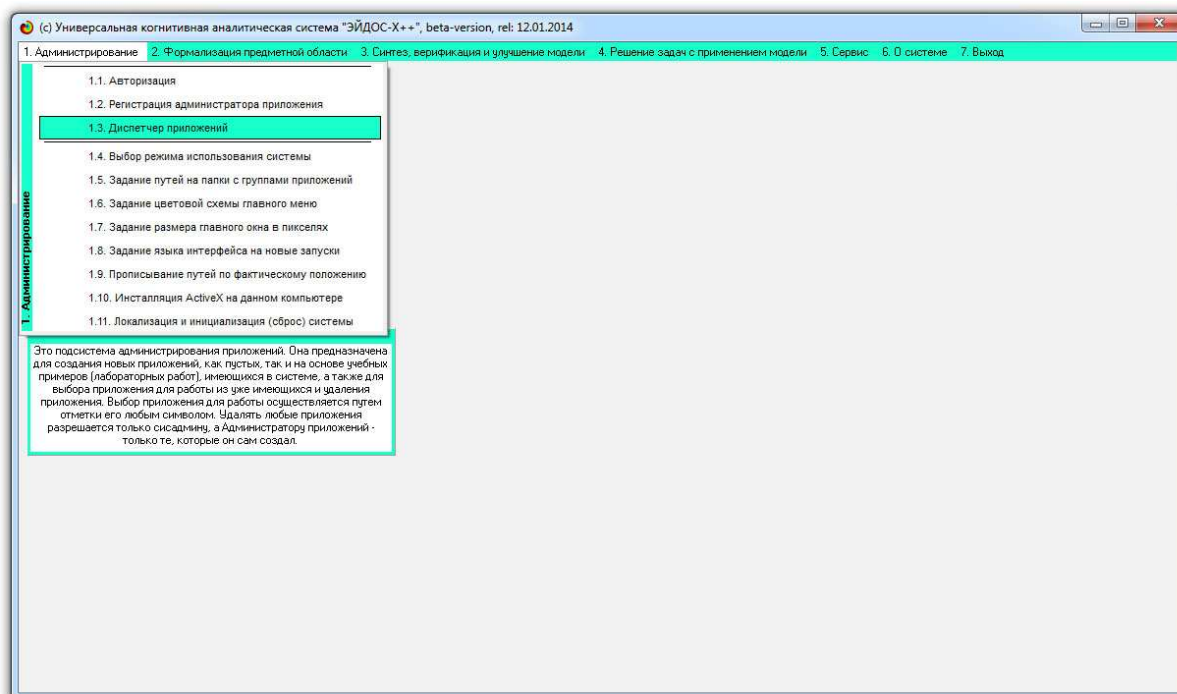 (c) Универсальная когнитивная аналитическая система "ЭЙДОС-X++", beta-version, rel: 12.01.2014
1. Администрирование 2. Формализация предметной области 3. Синтез, верификация и улучшение модели 4. Решение задач с применением модели 5. Сервис 6. О системе 7. Выход
1. Администрирование
1.1. Авторизация
1.2. Регистрация администратора приложения
1.3. Диспетчер приложений
1.4. Выбор режима использования системы
1.5. Задание путей на папки с группами приложений
1.6. Задание цветовой схемы главного меню
1.7. Задание размера главного окна в пикселях
1.8. Задание языка интерфейса на новые запуски
1.9. Прописывание путей по фактическому положению
1.10. Инсталляция ActiveX на данном компьютере
1.11. Локализация и инициализация (сброс) системы
Это подсистема администрирования приложений. Она предназначена
для создания новых приложений, как пустых, так и на основе учебных
примеров (лабораторных работ), имеющихся в системе, а также для
выбора приложения для работы из уже имеющихся и удаления
приложения. Выбор приложения для работы осуществляется путем
отметки его любым символом. Удалять любые приложения
разрешается только сисадмину, а Администратору приложений -
только те, которые он сам создал.